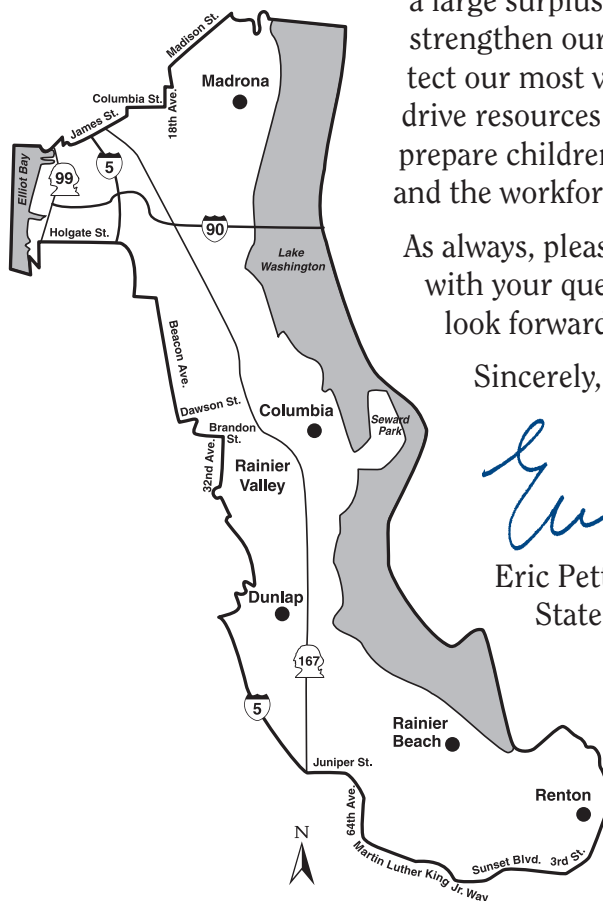 a large surplus
strengthen our
tect our most v
drive resources
prepare children
and the workfor
As always, pleas
with your que
look forward
Sincerely,
Eric Pett
State
Madison St.
Madrona
Columbia St.
18th Ave.
James St.
5
99
Elliot Bay
90
Holgate St.
Lake
Washington
Beacon Ave.
Dawson St.
Columbia
Seward
Park
Brandon
St.
32nd Ave.
Rainier
Valley
Dunlap
167
5
Rainier
Beach
Juniper St.
Renton
64th Ave.
N
Martin Luther King Jr. Way
Sunset Blvd. 3rd St.